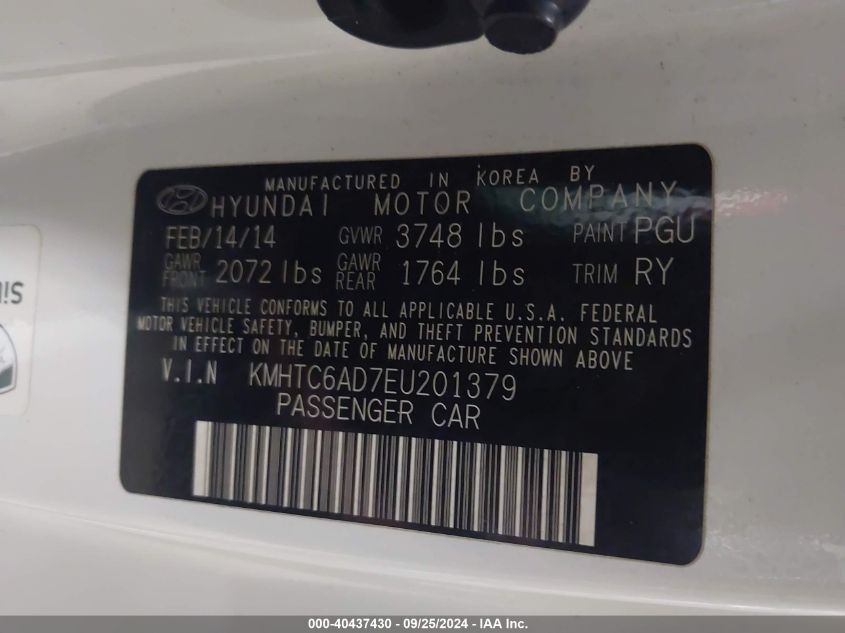 MANUFACTURED IN KOREA BY
HYUNDAI MOTOR COMPANY
FEB/14/14 GVWR 3748 lbs PAINT PGU
GAWR FRONT 2072 lbs GAWR REAR 1764 lbs TRIM RY
THIS VEHICLE CONFORMS TO ALL APPLICABLE U.S.A. FEDERAL
MOTOR VEHICLE SAFETY, BUMPER, AND THEFT PREVENTION STANDARDS
IN EFFECT ON THE DATE OF MANUFACTURE SHOWN ABOVE
V.I.N KMHTC6AD7EU201379
PASSENGER CAR
000-40437430 - 09/25/2024 - IAA Inc.